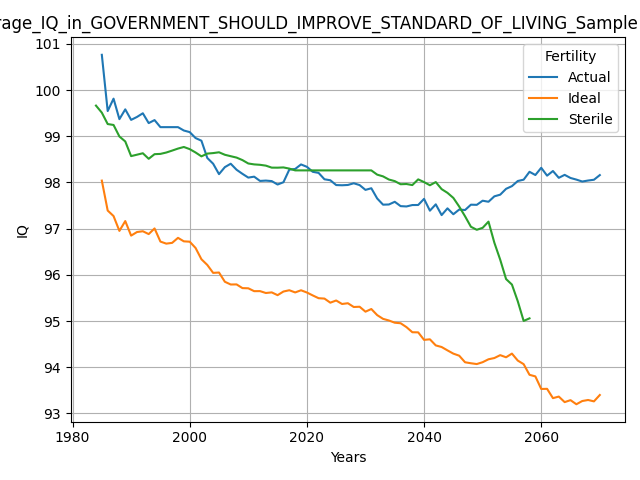 rage_IQ_in_GOVERNMENT_SHOULD_IMPROVE_STANDARD_OF_LIVING_Sample
101
100
99
98
97
96
95
94
93
IQ
1980
2000
2020
2040
2060
Years
Fertility
Actual
Ideal
Sterile